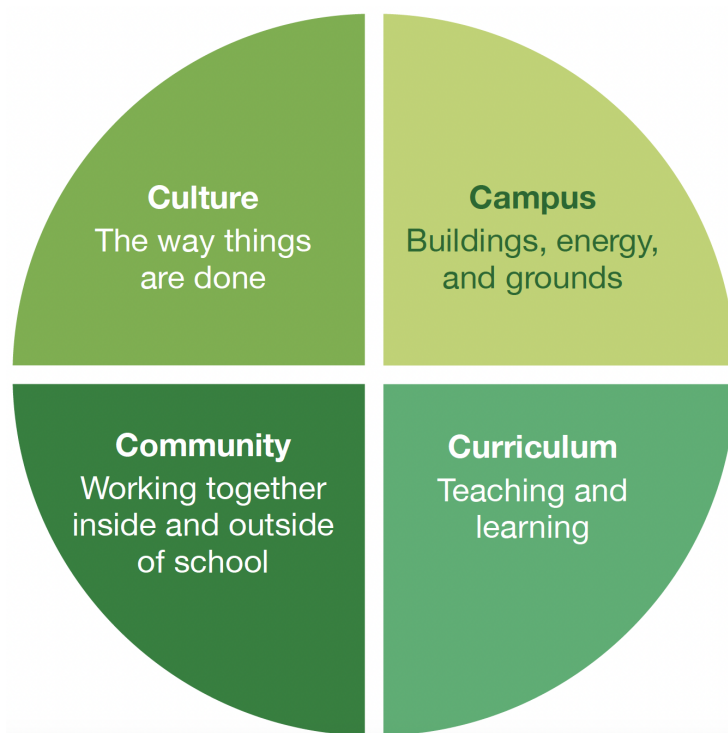 Culture
The way things
are done
Campus
Buildings, energy,
and grounds
Community
Working together
inside and outside
of school
Curriculum
Teaching and
learning